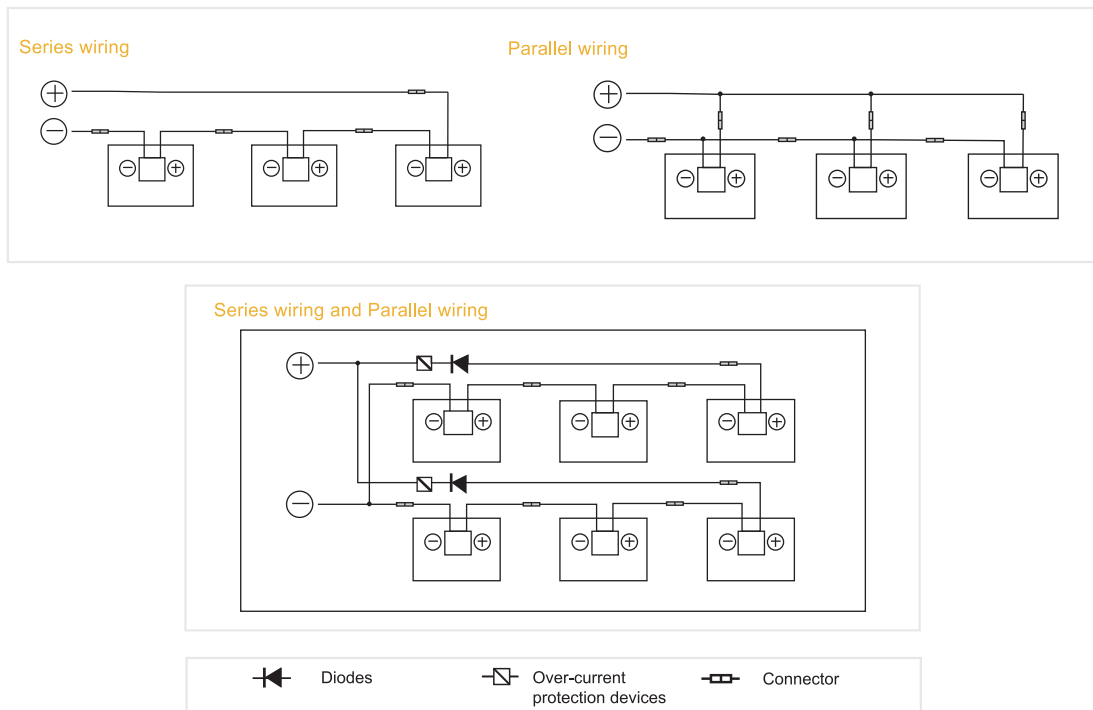 Series wiring
Parallel wiring
Series wiring and Parallel wiring
Diodes
Over-current
protection devices
Connector